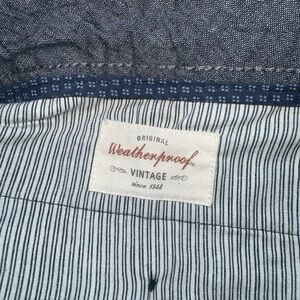 ORIGINAL
Weatherproof
VINTAGE
since 1948